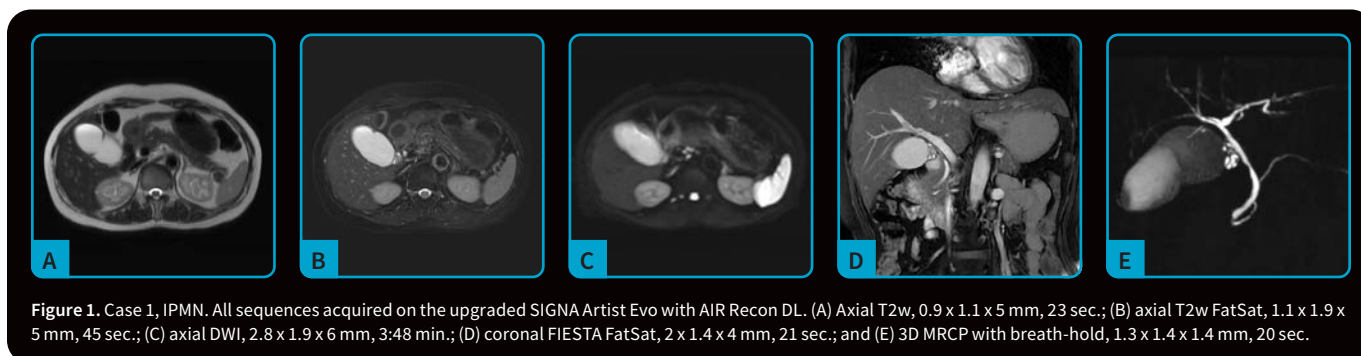 A
B
C
D
E
Figure 1. Case 1, IPMN. All sequences acquired on the upgraded SIGNA Artist Evo with AIR Recon DL. (A) Axial T2w, 0.9 x 1.1 x 5 mm, 23 sec.; (B) axial T2w FatSat, 1.1 x 1.9 x
5 mm, 45 sec.; (C) axial DWI, 2.8 x 1.9 x 6 mm, 3:48 min.; (D) coronal FIESTA FatSat, 2 x 1.4 x 4 mm, 21 sec.; and (E) 3D MRCP with breath-hold, 1.3 x 1.4 x 1.4 mm, 20 sec.